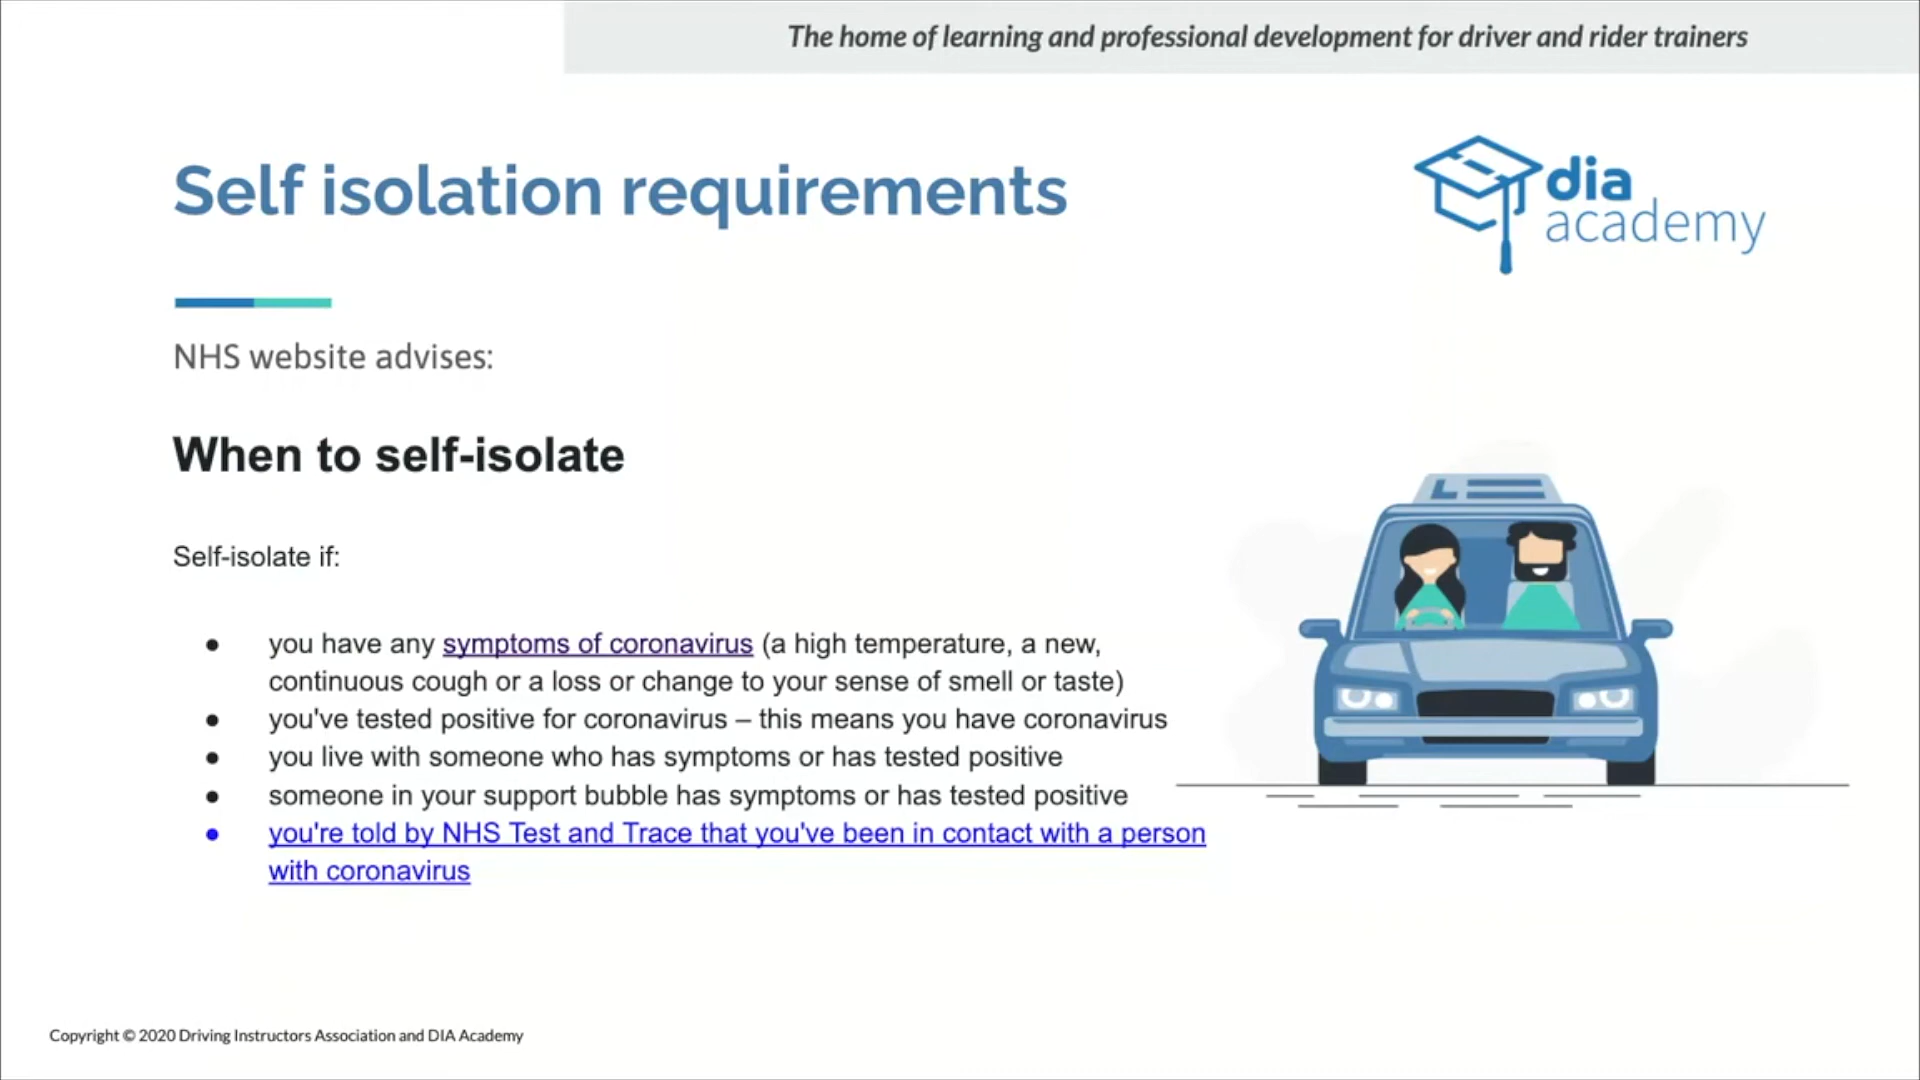 The home of learning and professional development for driver and rider trainers
Self isolation requirements
dia
academy
NHS website advises:
When to self-isolate
Self-isolate if:
● you have any symptoms of coronavirus (a high temperature, a new,
continuous cough or a loss or change to your sense of smell or taste)
● you've tested positive for coronavirus – this means you have coronavirus
● you live with someone who has symptoms or has tested positive
● someone in your support bubble has symptoms or has tested positive
● you're told by NHS Test and Trace that you've been in contact with a person
with coronavirus
L
Copyright © 2020 Driving Instructors Association and DIA Academy